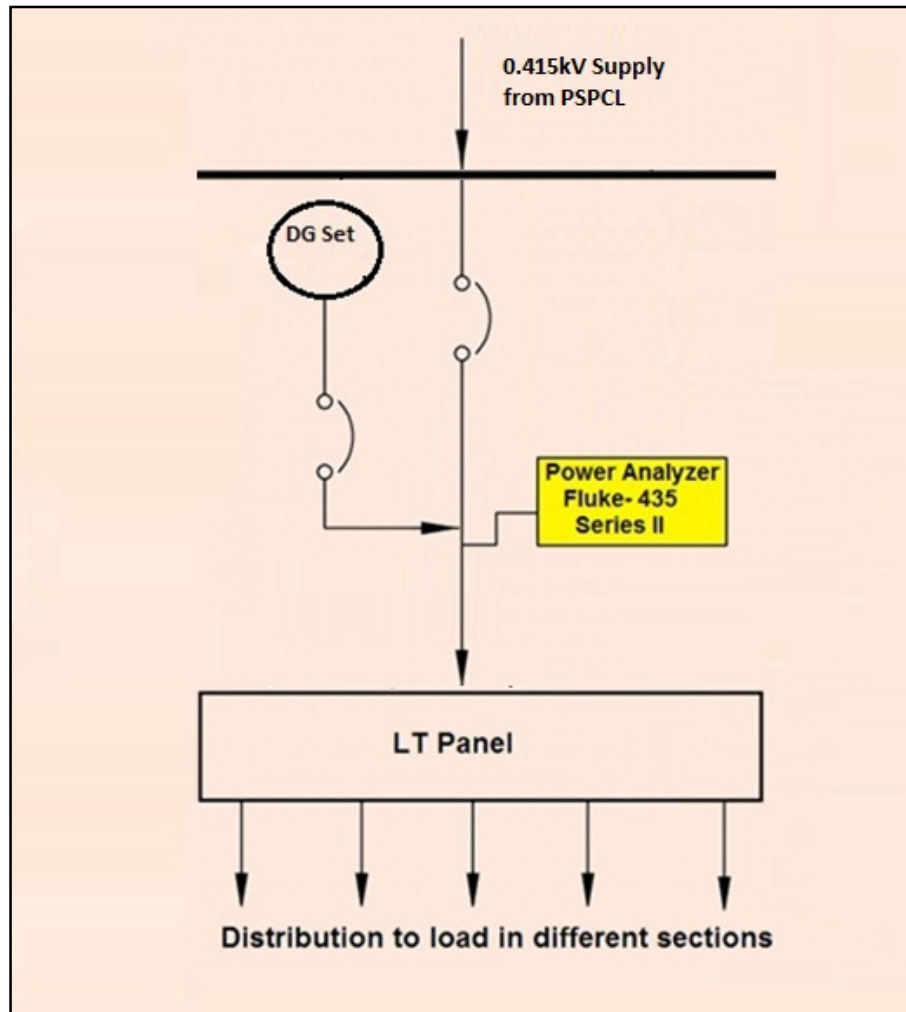 0.415kV Supply
from PSPCL
DG Set
Power Analyzer
Fluke- 435
Series II
LT Panel
Distribution to load in different sections